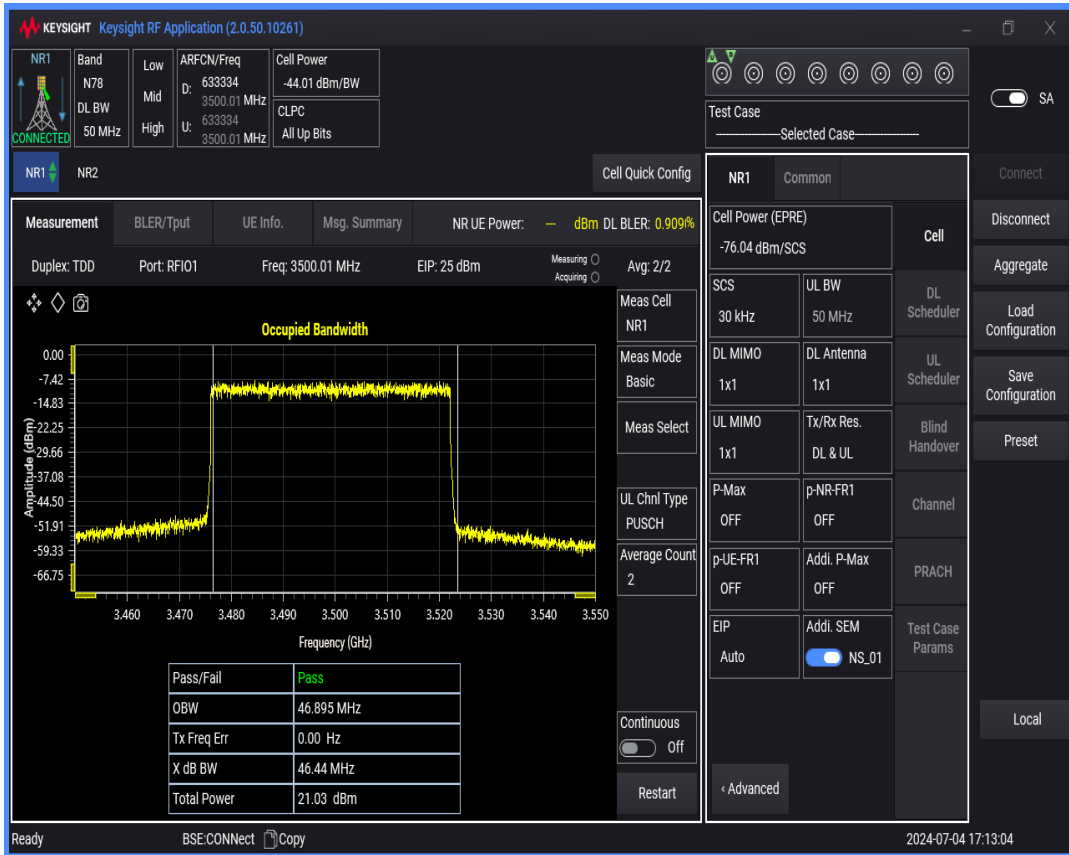 KEYSIGHT Keysight RF Application (2.0.50.10261)
NR1
CONNECTED
Band
N78
DL BW
50 MHz
Low
Mid
High
ARFCN/Freq
D: 633334
3500.01 MHz
U: 633334
3500.01 MHz
Cell Power
-44.01 dBm/BW
CLPC
All Up Bits
Test Case
----------------Selected Case----------------
SA
NR1
NR2
Cell Quick Config
Measurement
BLER/Tput
UE Info.
Msg. Summary
NR UE Power: — dBm DL BLER: 0.909%
Duplex: TDD
Port: RFIO1
Freq: 3500.01 MHz
EIP: 25 dBm
Measuring
Acquiring
Avg: 2/2
Occupied Bandwidth
Amplitude (dBm)
0.00
-7.42
-14.83
-22.25
-29.66
-37.08
-44.50
-51.91
-59.33
-66.75
3.460 3.470 3.480 3.490 3.500 3.510 3.520 3.530 3.540 3.550
Frequency (GHz)
Pass/Fail Pass
OBW 46.895 MHz
Tx Freq Err 0.00 Hz
X dB BW 46.44 MHz
Total Power 21.03 dBm
Meas Cell
NR1
Meas Mode
Basic
Meas Select
UL Chnl Type
PUSCH
Average Count
2
Continuous
Off
Restart
NR1
Common
Cell Power (EPRE)
-76.04 dBm/SCS
SCS
30 kHz
UL BW
50 MHz
DL MIMO
1x1
DL Antenna
1x1
UL MIMO
1x1
Tx/Rx Res.
DL & UL
P-Max
OFF
p-NR-FR1
OFF
p-UE-FR1
OFF
Addi. P-Max
OFF
EIP
Auto
Addi. SEM
NS_01
‹ Advanced
Cell
DL
Scheduler
UL
Scheduler
Blind
Handover
Channel
PRACH
Test Case
Params
Connect
Disconnect
Aggregate
Load
Configuration
Save
Configuration
Preset
Local
Ready
BSE:CONNect
Copy
2024-07-04 17:13:04